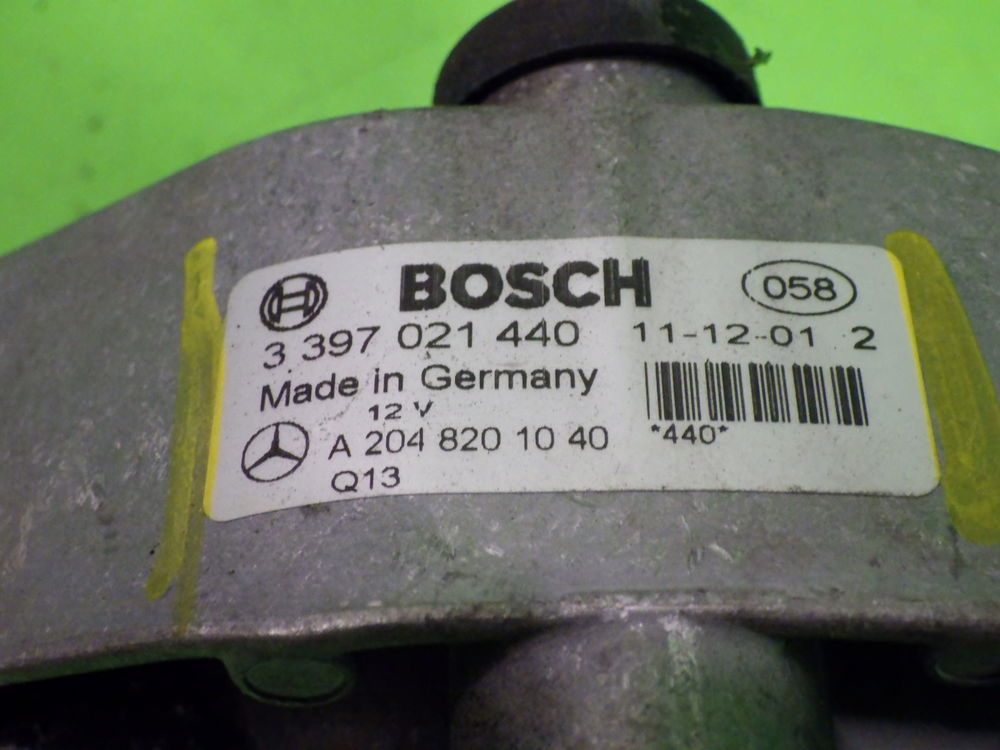 BOSCH 058
3 397 021 440 11-12-01 2
Made in Germany
12 V
*440*
A 204 820 10 40
Q13